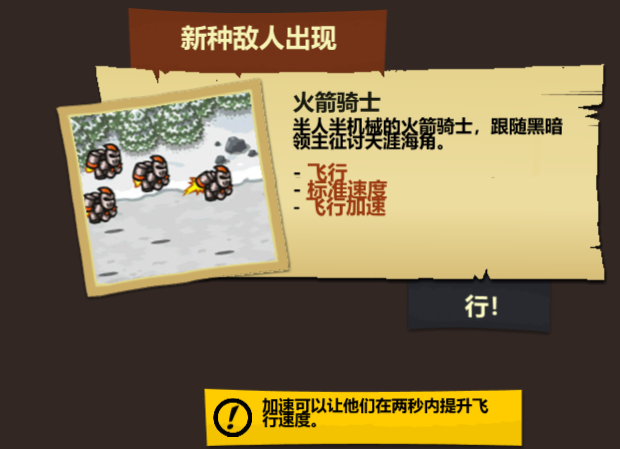 新种敌人出现
火箭骑士
半人半机械的火箭骑士，跟随黑暗
领主征讨天涯海角。
- 飞行
- 标准速度
- 飞行加速
行！
加速可以让他们在两秒内提升飞
行速度。